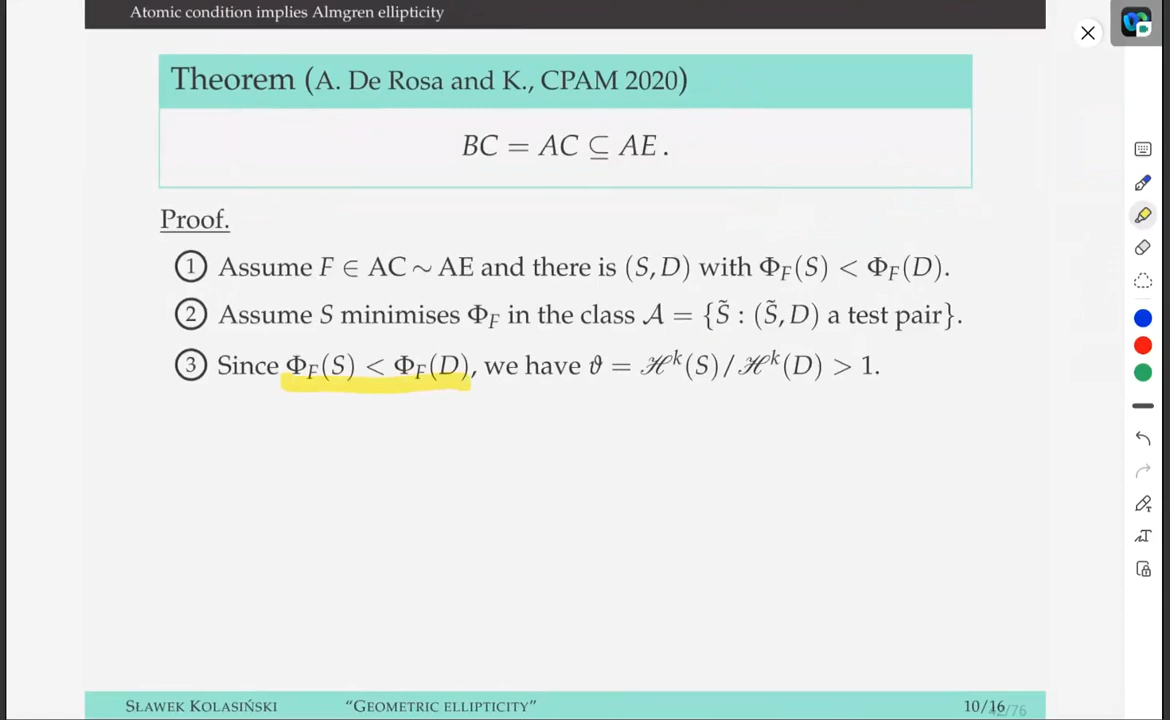 Atomic condition implies Almgren ellipticity
Theorem (A. De Rosa and K., CPAM 2020)
BC = AC ⊆ AE .
Proof.
① Assume F ∈ AC ∼ AE and there is (S, D) with Φ_F(S) < Φ_F(D).
② Assume S minimises Φ_F in the class 𝒜 = {S̃ : (S̃, D) a test pair}.
③ Since Φ_F(S) < Φ_F(D), we have ϑ = ℋ^k(S)/ℋ^k(D) > 1.
SŁAWEK KOLASIŃSKI "GEOMETRIC ELLIPTICITY" 10/16
/76